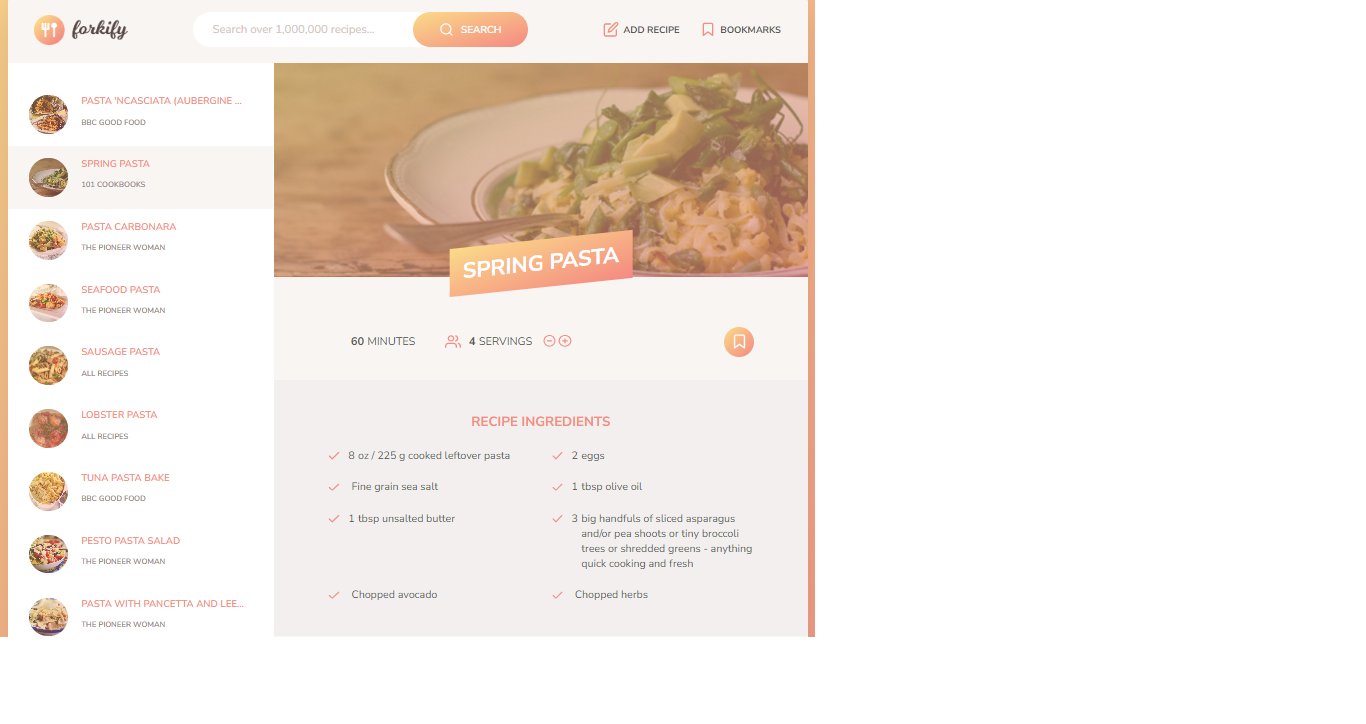 forkify
Search over 1,000,000 recipes...
SEARCH
ADD RECIPE
BOOKMARKS
PASTA 'NCASCIATA (AUBERGINE ...
BBC GOOD FOOD
SPRING PASTA
101 COOKBOOKS
PASTA CARBONARA
THE PIONEER WOMAN
SEAFOOD PASTA
THE PIONEER WOMAN
SAUSAGE PASTA
ALL RECIPES
LOBSTER PASTA
ALL RECIPES
TUNA PASTA BAKE
BBC GOOD FOOD
PESTO PASTA SALAD
THE PIONEER WOMAN
PASTA WITH PANCETTA AND LEE...
THE PIONEER WOMAN
SPRING PASTA
60 MINUTES
4 SERVINGS
RECIPE INGREDIENTS
8 oz / 225 g cooked leftover pasta
2 eggs
Fine grain sea salt
1 tbsp olive oil
1 tbsp unsalted butter
3 big handfuls of sliced asparagus
and/or pea shoots or tiny broccoli
trees or shredded greens - anything
quick cooking and fresh
Chopped avocado
Chopped herbs